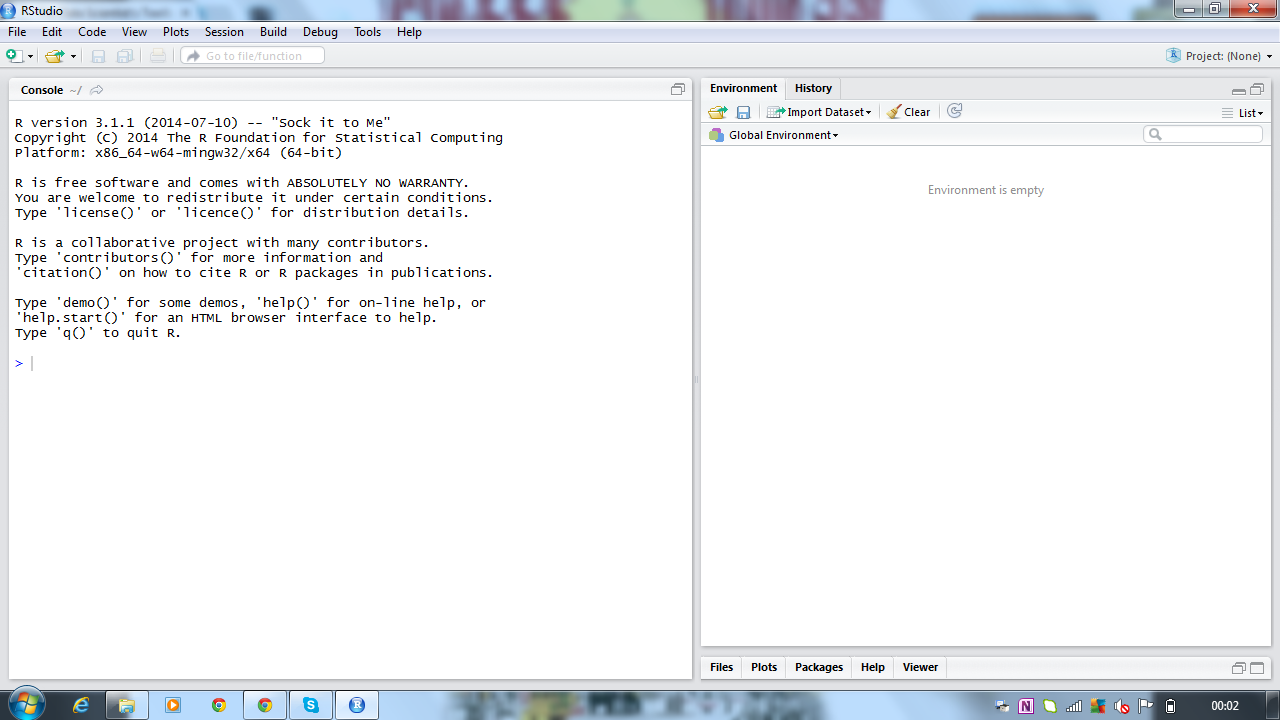 RStudio
File Edit Code View Plots Session Build Debug Tools Help
Go to file/function
Project: (None)
Console ~/
R version 3.1.1 (2014-07-10) -- "Sock it to Me"
Copyright (C) 2014 The R Foundation for Statistical Computing
Platform: x86_64-w64-mingw32/x64 (64-bit)
R is free software and comes with ABSOLUTELY NO WARRANTY.
You are welcome to redistribute it under certain conditions.
Type 'license()' or 'licence()' for distribution details.
R is a collaborative project with many contributors.
Type 'contributors()' for more information and
'citation()' on how to cite R or R packages in publications.
Type 'demo()' for some demos, 'help()' for on-line help, or
'help.start()' for an HTML browser interface to help.
Type 'q()' to quit R.
>
Environment History
Import Dataset Clear List
Global Environment
Environment is empty
Files Plots Packages Help Viewer
00:02